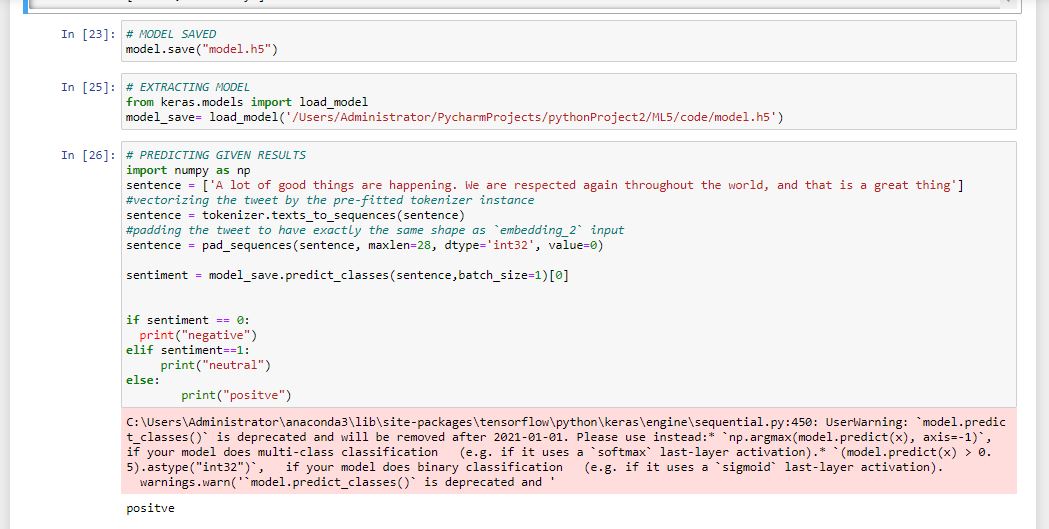 In [23]: # MODEL SAVED
model.save("model.h5")
In [25]: # EXTRACTING MODEL
from keras.models import load_model
model_save= load_model('/Users/Administrator/PycharmProjects/pythonProject2/ML5/code/model.h5')
In [26]: # PREDICTING GIVEN RESULTS
import numpy as np
sentence = ['A lot of good things are happening. We are respected again throughout the world, and that is a great thing']
#vectorizing the tweet by the pre-fitted tokenizer instance
sentence = tokenizer.texts_to_sequences(sentence)
#padding the tweet to have exactly the same shape as `embedding_2` input
sentence = pad_sequences(sentence, maxlen=28, dtype='int32', value=0)
sentiment = model_save.predict_classes(sentence,batch_size=1)[0]
if sentiment == 0:
print("negative")
elif sentiment==1:
print("neutral")
else:
print("positve")
C:\Users\Administrator\anaconda3\lib\site-packages\tensorflow\python\keras\engine\sequential.py:450: UserWarning: `model.predic
t_classes()` is deprecated and will be removed after 2021-01-01. Please use instead:* `np.argmax(model.predict(x), axis=-1)`,
if your model does multi-class classification   (e.g. if it uses a `softmax` last-layer activation).* `(model.predict(x) > 0.
5).astype("int32")`,   if your model does binary classification   (e.g. if it uses a `sigmoid` last-layer activation).
warnings.warn('`model.predict_classes()` is deprecated and '
positve